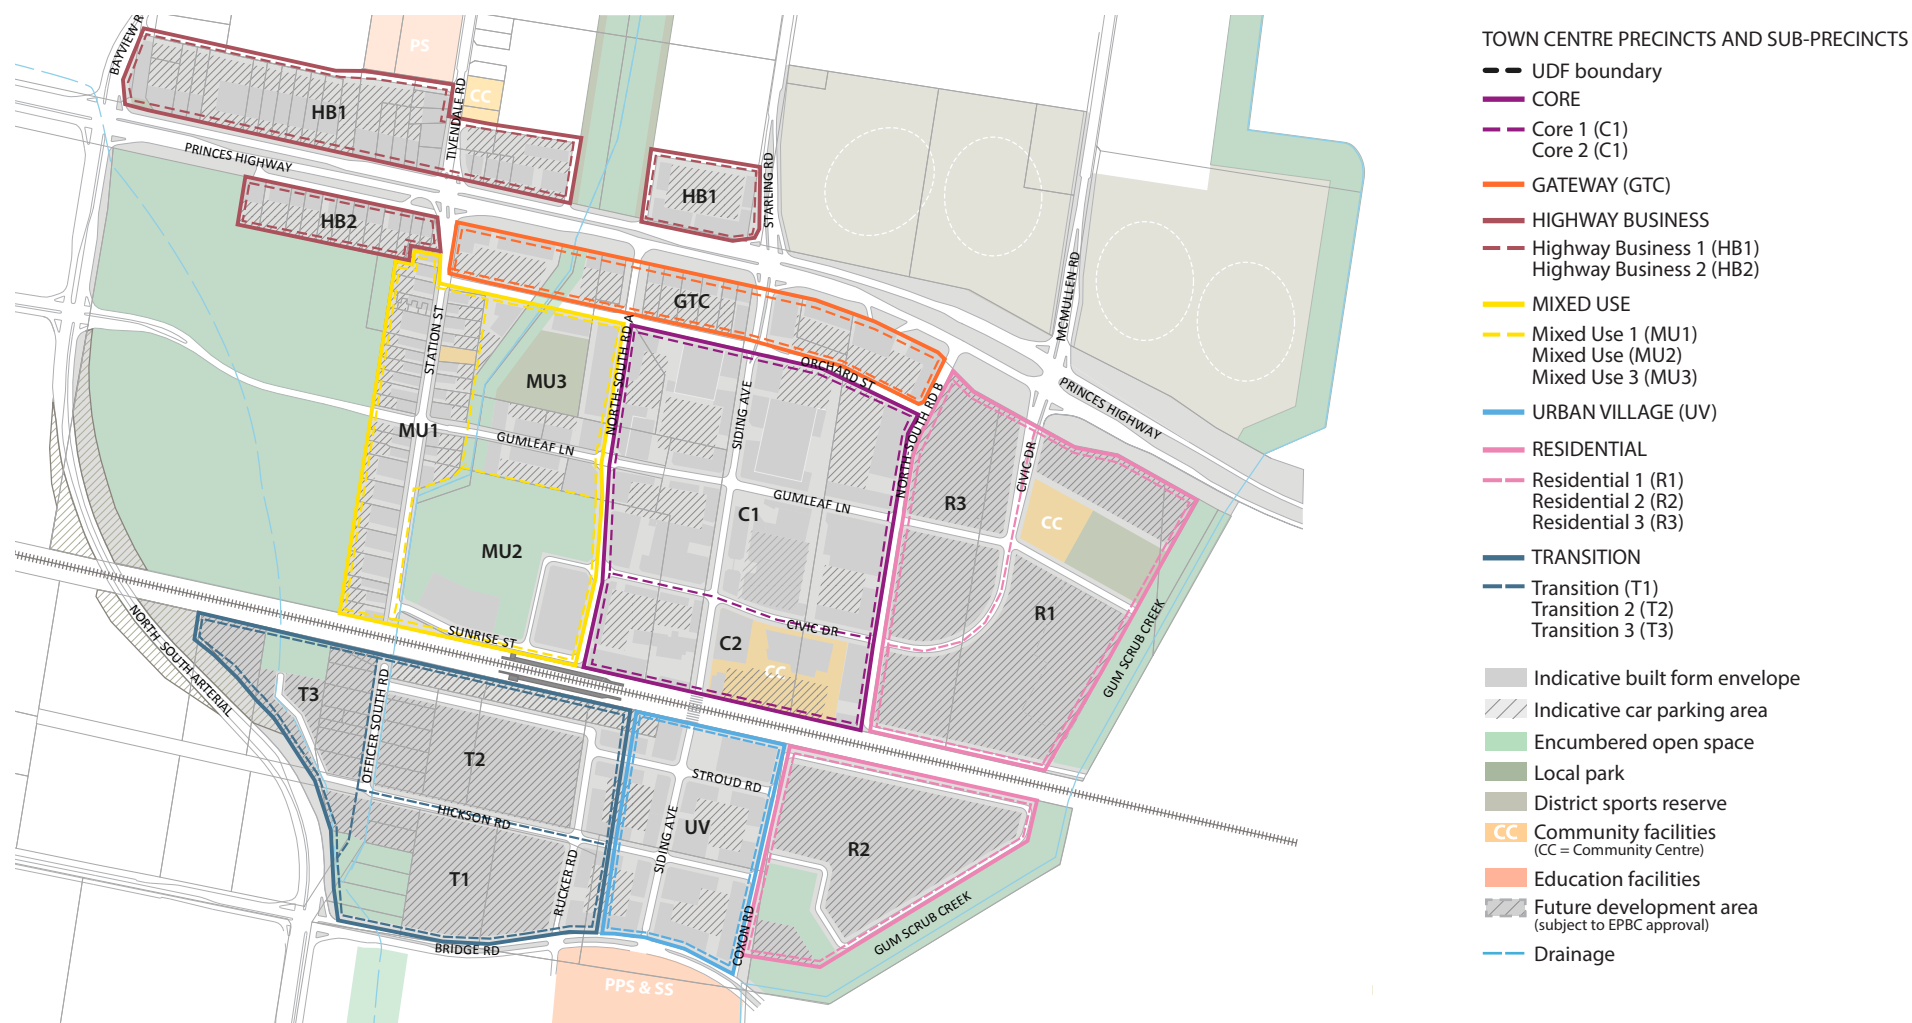 BAYVIEW R
PS
TIVENDALE RD
CC
HB1
PRINCES HIGHWAY
HB2
HB1
STARLING RD
MCMULLEN RD
GTC
STATION ST
NORTH-SOUTH RD A
ORCHARD ST
MU3
SIDING AVE
NORTH-SOUTH RD B
PRINCES HIGHWAY
MU1
GUMLEAF LN
CIVIC DR
R3
C1
GUMLEAF LN
CC
MU2
R1
SUNRISE ST
CIVIC DR
C2
CC
GUM SCRUB CREEK
NORTH - SOUTH ARTERIAL
T3
OFFICER SOUTH RD
T2
STROUD RD
HICKSON RD
UV
SIDING AVE
R2
T1
RUCKER RD
COXON RD
GUM SCRUB CREEK
BRIDGE RD
PPS & SS
TOWN CENTRE PRECINCTS AND SUB-PRECINCTS
UDF boundary
CORE
Core 1 (C1)
Core 2 (C1)
GATEWAY (GTC)
HIGHWAY BUSINESS
Highway Business 1 (HB1)
Highway Business 2 (HB2)
MIXED USE
Mixed Use 1 (MU1)
Mixed Use (MU2)
Mixed Use 3 (MU3)
URBAN VILLAGE (UV)
RESIDENTIAL
Residential 1 (R1)
Residential 2 (R2)
Residential 3 (R3)
TRANSITION
Transition (T1)
Transition 2 (T2)
Transition 3 (T3)
Indicative built form envelope
Indicative car parking area
Encumbered open space
Local park
District sports reserve
CC Community facilities
(CC = Community Centre)
Education facilities
Future development area
(subject to EPBC approval)
Drainage